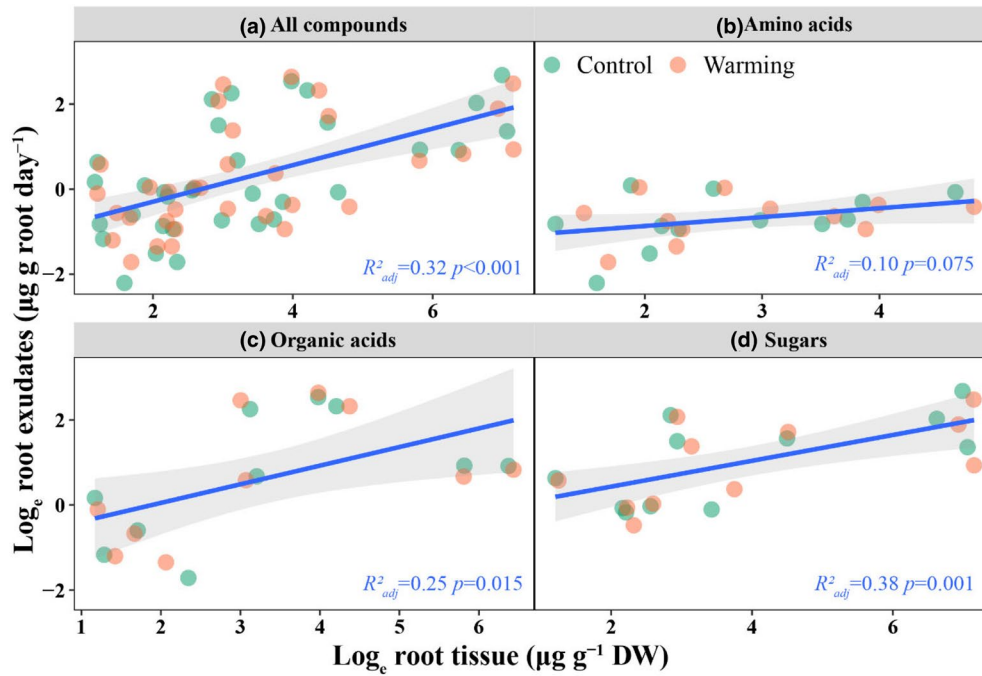 (a) All compounds
(b) Amino acids
Control Warming
2
0
−2
R²adj=0.32 p<0.001
R²adj=0.10 p=0.075
2 4 6
2 3 4
(c) Organic acids
(d) Sugars
2
0
−2
R²adj=0.25 p=0.015
R²adj=0.38 p=0.001
1 2 3 4 5 6
2 4 6
Logₑ root exudates (µg g root day⁻¹)
Logₑ root tissue (µg g⁻¹ DW)